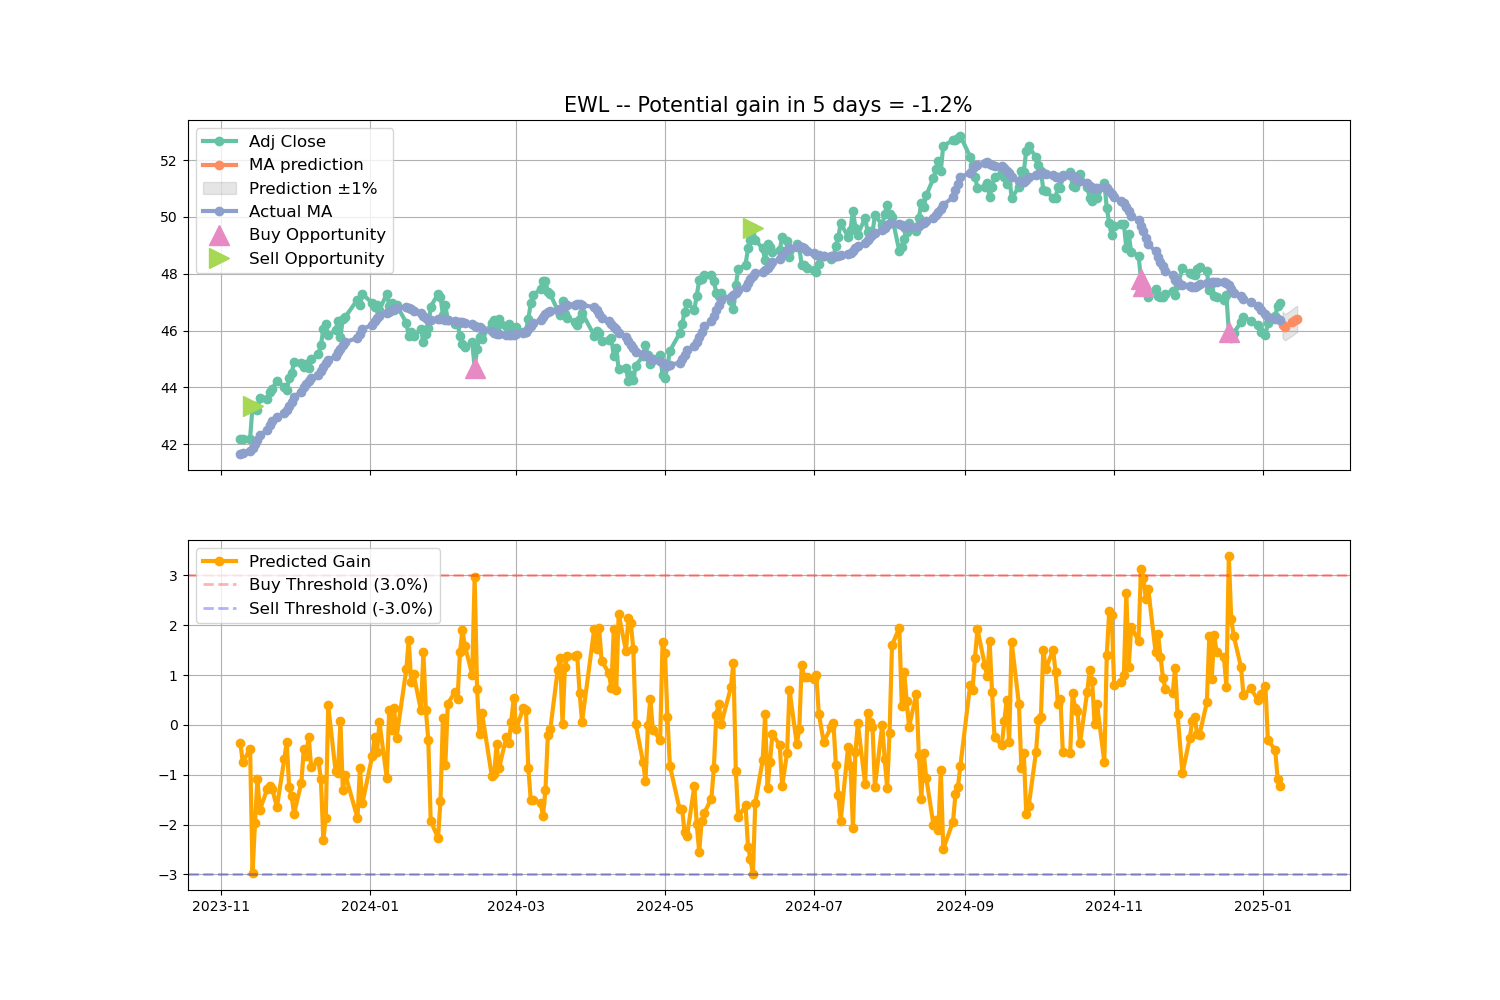 EWL -- Potential gain in 5 days = -1.2%
Adj Close
MA prediction
Prediction ±1%
Actual MA
Buy Opportunity
Sell Opportunity
52
50
48
46
44
42
Predicted Gain
Buy Threshold (3.0%)
Sell Threshold (-3.0%)
3
2
1
0
−1
−2
−3
2023-11
2024-01
2024-03
2024-05
2024-07
2024-09
2024-11
2025-01